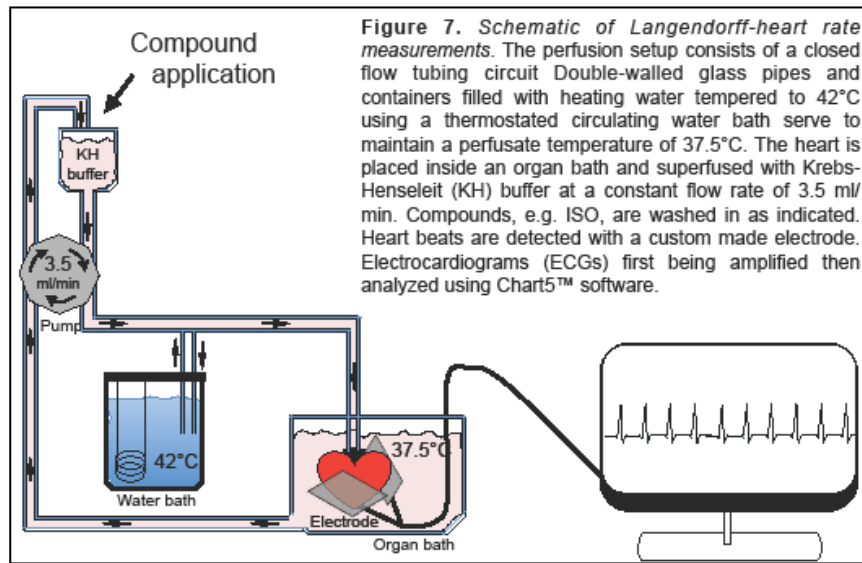 Compound
application
Figure 7. Schematic of Langendorff-heart rate
measurements. The perfusion setup consists of a closed
flow tubing circuit Double-walled glass pipes and
containers filled with heating water tempered to 42°C
using a thermostated circulating water bath serve to
maintain a perfusate temperature of 37.5°C. The heart is
placed inside an organ bath and superfused with Krebs-
Henseleit (KH) buffer at a constant flow rate of 3.5 ml/
min. Compounds, e.g. ISO, are washed in as indicated.
Heart beats are detected with a custom made electrode.
Electrocardiograms (ECGs) first being amplified then
analyzed using Chart5™ software.
KH
buffer
3.5
ml/min
Pump
42°C
Water bath
37.5°C
Electrode
Organ bath